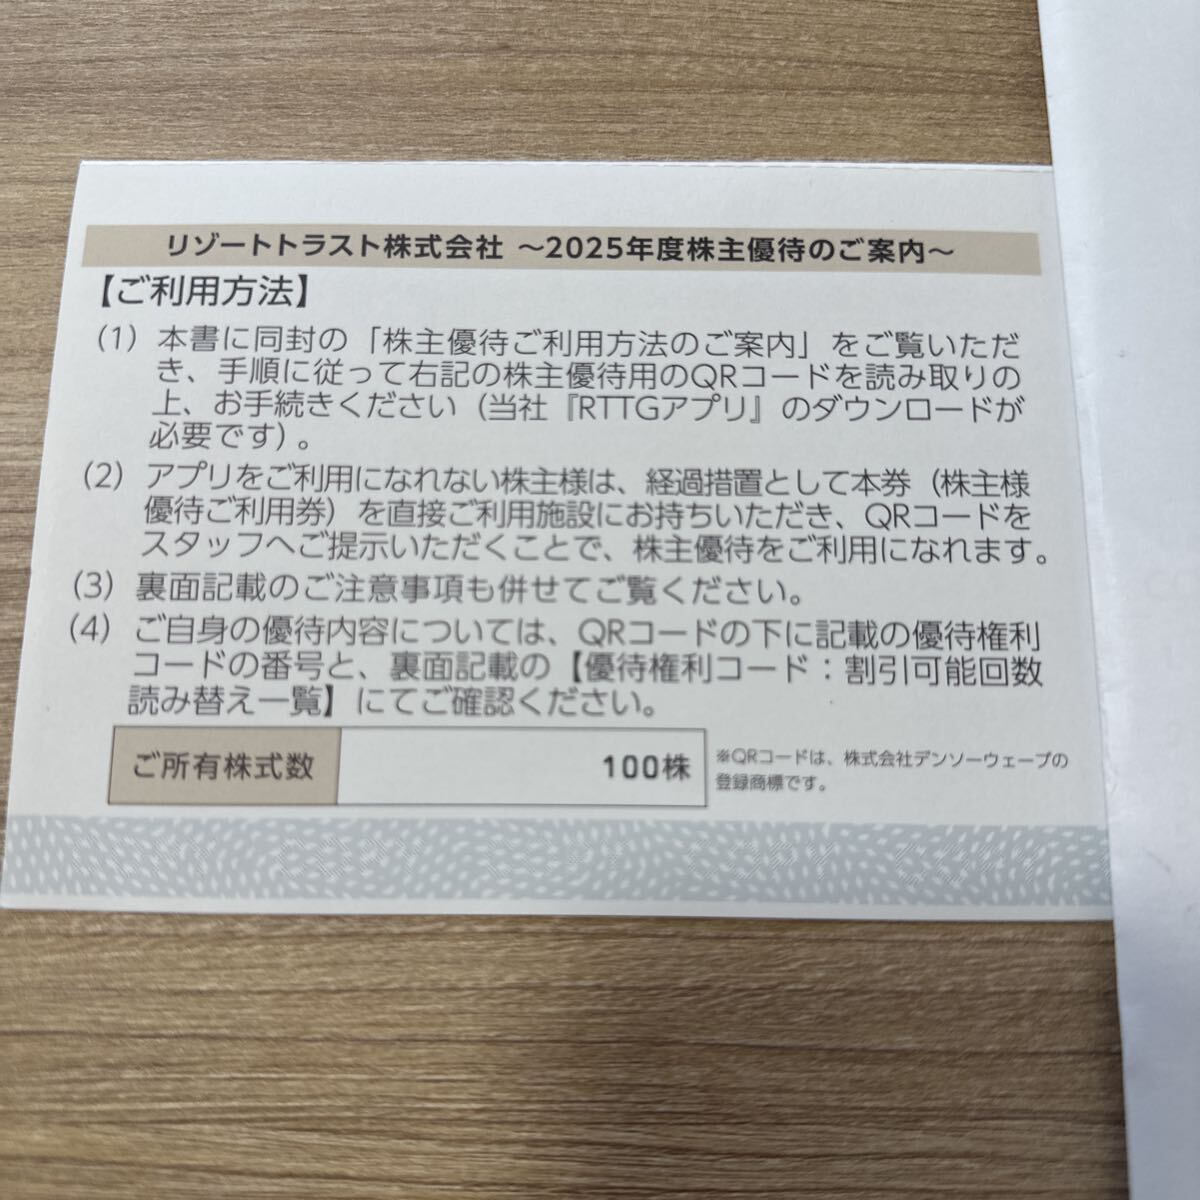 リゾートトラスト株式会社 ～2025年度株主優待のご案内～
【ご利用方法】
(1) 本書に同封の「株主優待ご利用方法のご案内」をご覧いただ
き、手順に従って右記の株主優待用のQRコードを読み取りの
上、お手続きください（当社『RTTGアプリ』のダウンロードが
必要です）。
(2) アプリをご利用になれない株主様は、経過措置として本券（株主様
優待ご利用券）を直接ご利用施設にお持ちいただき、QRコードを
スタッフへご提示いただくことで、株主優待をご利用になれます。
(3) 裏面記載のご注意事項も併せてご覧ください。
(4) ご自身の優待内容については、QRコードの下に記載の優待権利
コードの番号と、裏面記載の【優待権利コード：割引可能回数
読み替え一覧】にてご確認ください。
ご所有株式数 100株
※QRコードは、株式会社デンソーウェーブの
登録商標です。